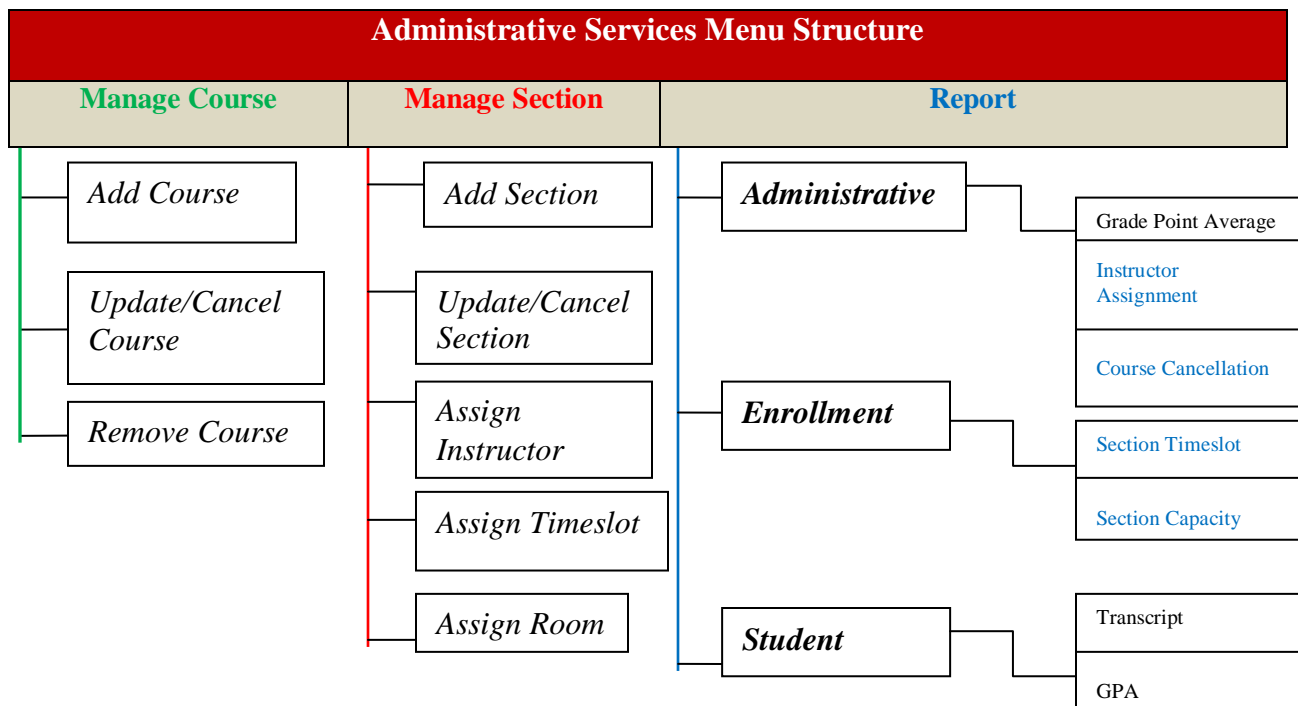 Administrative Services Menu Structure
Manage Course
Manage Section
Report
Add Course
Update/Cancel
Course
Remove Course
Add Section
Update/Cancel
Section
Assign
Instructor
Assign Timeslot
Assign Room
Administrative
Grade Point Average
Instructor
Assignment
Course Cancellation
Enrollment
Section Timeslot
Section Capacity
Student
Transcript
GPA